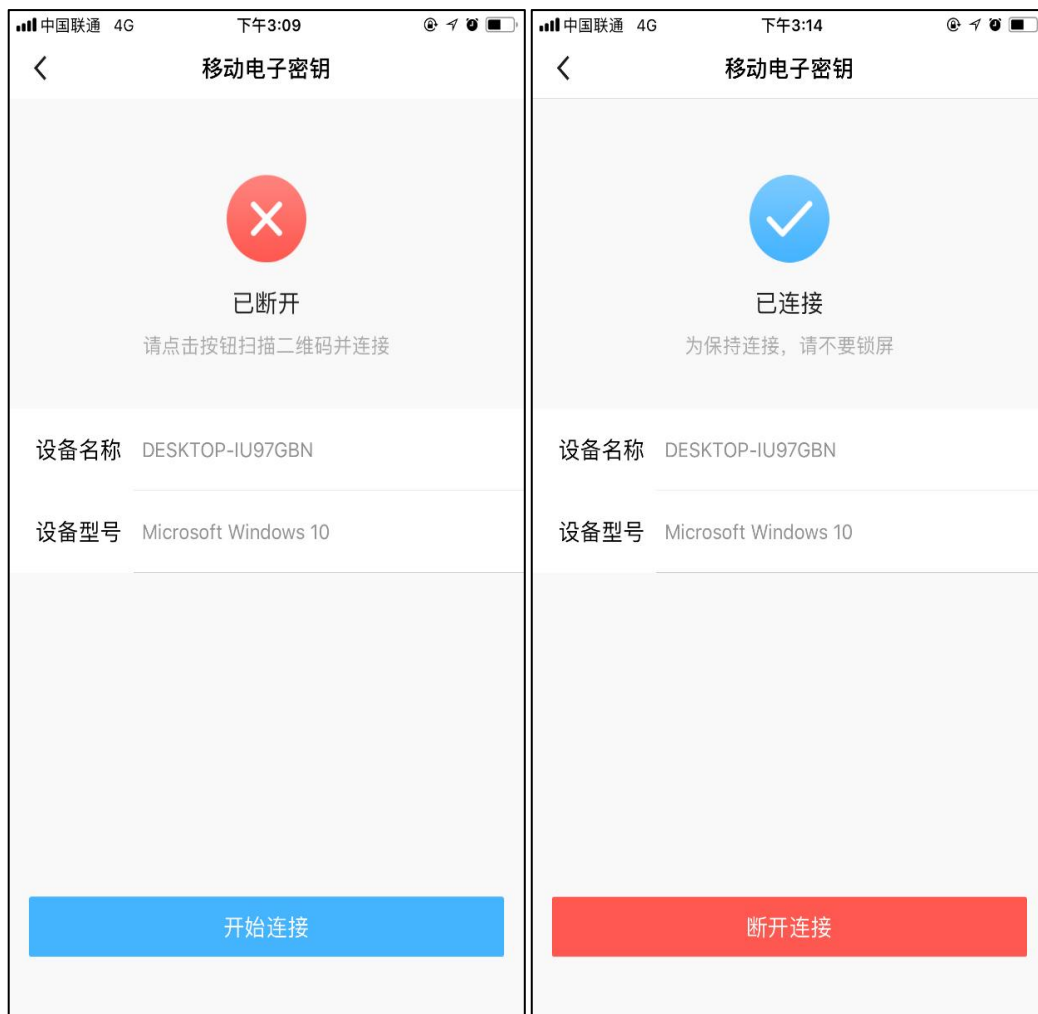 中国联通 4G 下午3:09
移动电子密钥
已断开
请点击按钮扫描二维码并连接
设备名称 DESKTOP-IU97GBN
设备型号 Microsoft Windows 10
开始连接
中国联通 4G 下午3:14
移动电子密钥
已连接
为保持连接，请不要锁屏
设备名称 DESKTOP-IU97GBN
设备型号 Microsoft Windows 10
断开连接